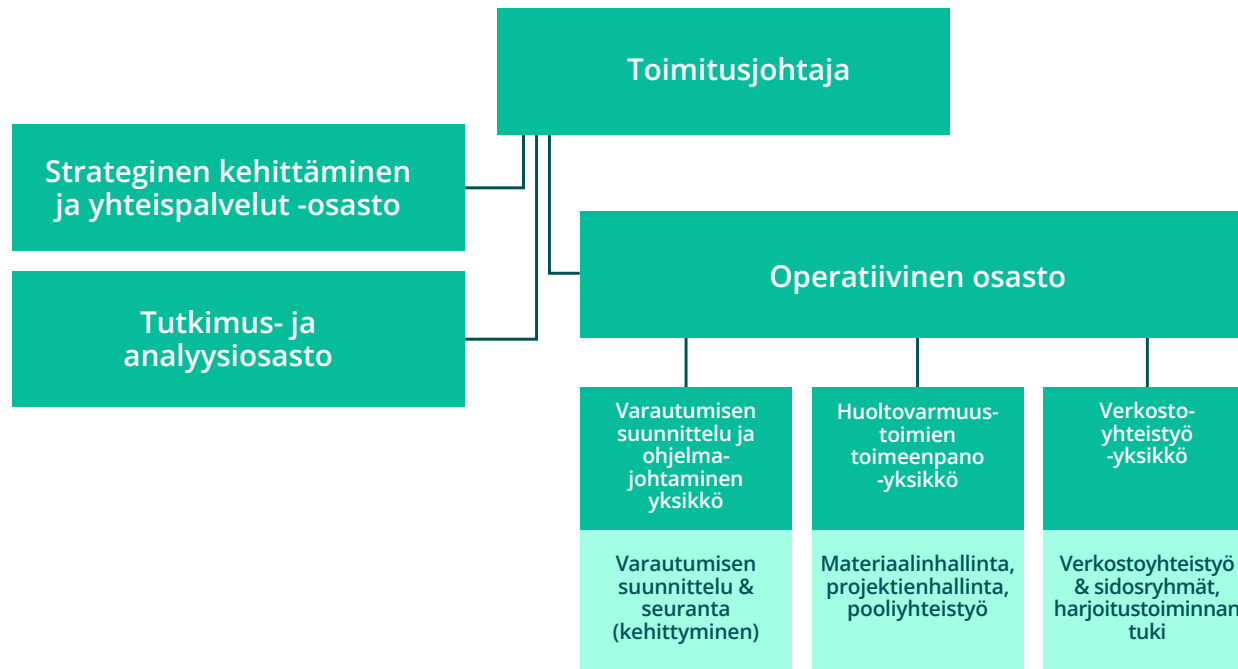 Toimitusjohtaja
Strateginen kehittäminen
ja yhteispalvelut -osasto
Tutkimus- ja
analyysiosasto
Operatiivinen osasto
Varautumisen
suunnittelu ja
ohjelma-
johtaminen
yksikkö
Varautumisen
suunnittelu &
seuranta
(kehittyminen)
Huoltovarmuus-
toimien
toimeenpano
-yksikkö
Materiaalinhallinta,
projektienhallinta,
pooliyhteistyö
Verkosto-
yhteistyö
-yksikkö
Verkostoyhteistyö
& sidosryhmät,
harjoitustoiminnan
tuki